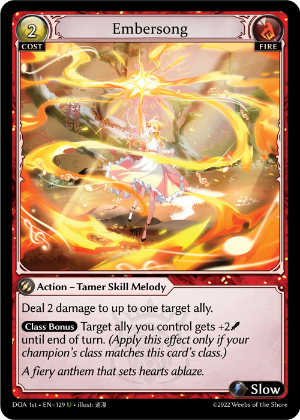 2
Embersong
COST
FIRE
Action – Tamer Skill Melody
Deal 2 damage to up to one target ally.
Class Bonus Target ally you control gets +2
until end of turn. (Apply this effect only if your
champion's class matches this card's class.)
A fiery anthem that sets hearts ablaze.
Slow
DOA 1st • EN-129 U • illust: 道漫
©2022 Weebs of the Shore